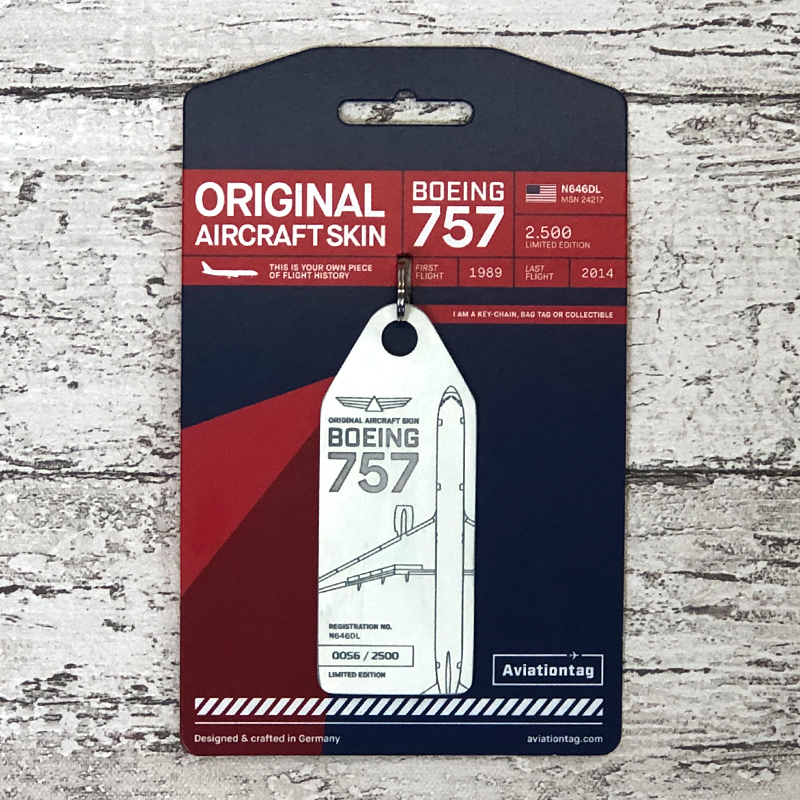 ORIGINAL
AIRCRAFT SKIN
BOEING
757
N646DL
MSN 24217
2.500
LIMITED EDITION
THIS IS YOUR OWN PIECE
OF FLIGHT HISTORY
FIRST
FLIGHT
1989
LAST
FLIGHT
2014
I AM A KEY-CHAIN, BAG TAG OR COLLECTIBLE
ORIGINAL AIRCRAFT SKIN
BOEING
757
REGISTRATION NO.
N646DL
0056 / 2500
LIMITED EDITION
Aviationtag
Designed & crafted in Germany
aviationtag.com